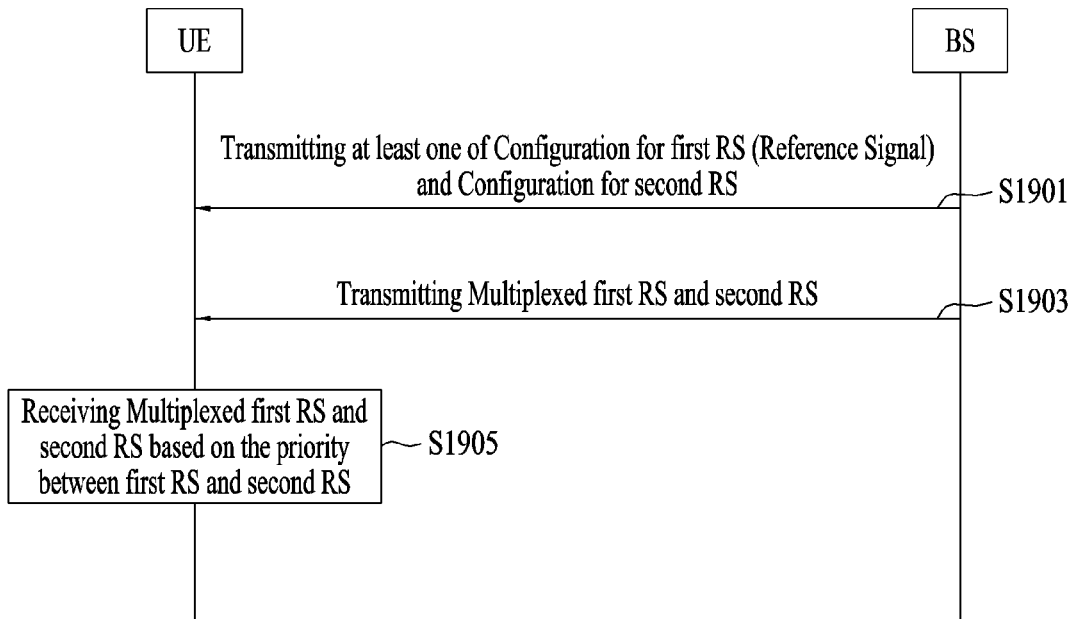 UE
BS
Transmitting at least one of Configuration for first RS (Reference Signal)
and Configuration for second RS
S1901
Transmitting Multiplexed first RS and second RS
S1903
Receiving Multiplexed first RS and
second RS based on the priority
between first RS and second RS
S1905